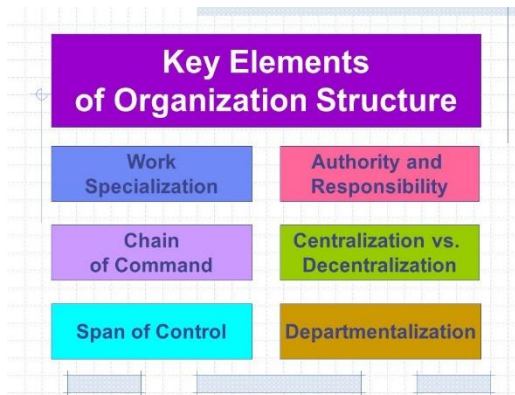 Key Elements
of Organization Structure
Work
Specialization
Authority and
Responsibility
Chain
of Command
Centralization vs.
Decentralization
Span of Control
Departmentalization